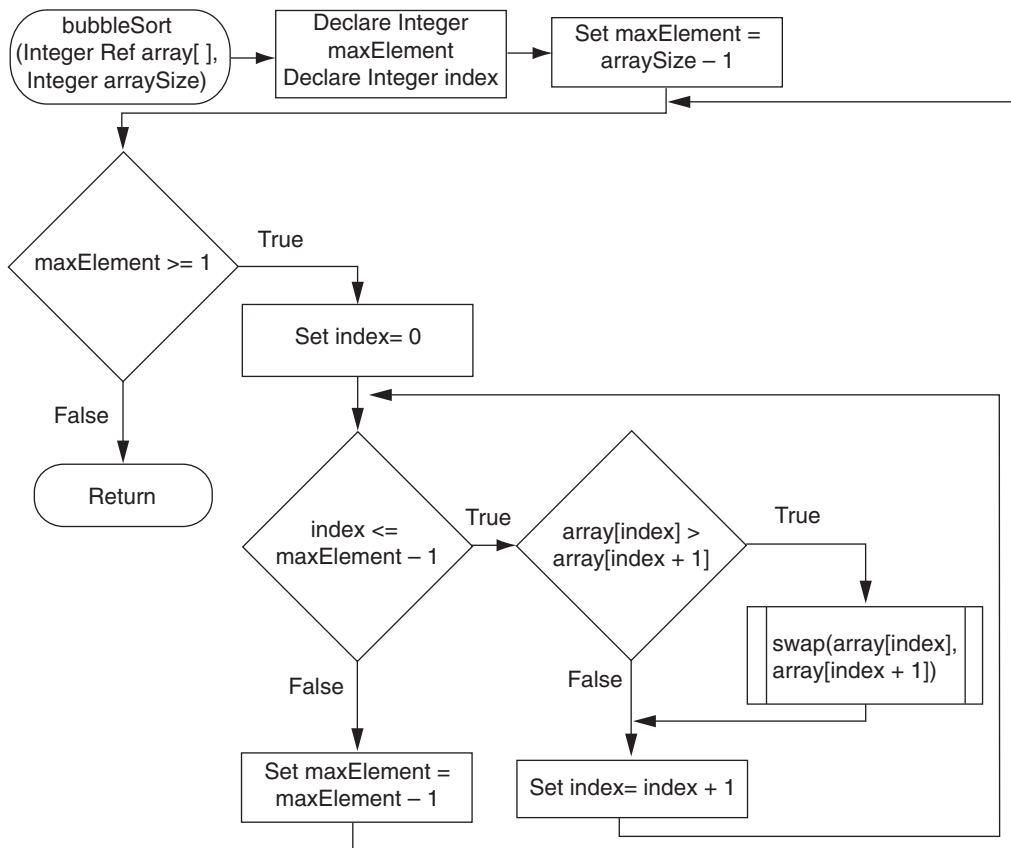 bubbleSort
(Integer Ref array[ ],
Integer arraySize)
Declare Integer
maxElement
Declare Integer index
Set maxElement =
arraySize – 1
maxElement >= 1
True
False
Return
Set index= 0
index <=
maxElement – 1
True
False
array[index] >
array[index + 1]
True
False
swap(array[index],
array[index + 1])
Set maxElement =
maxElement – 1
Set index= index + 1